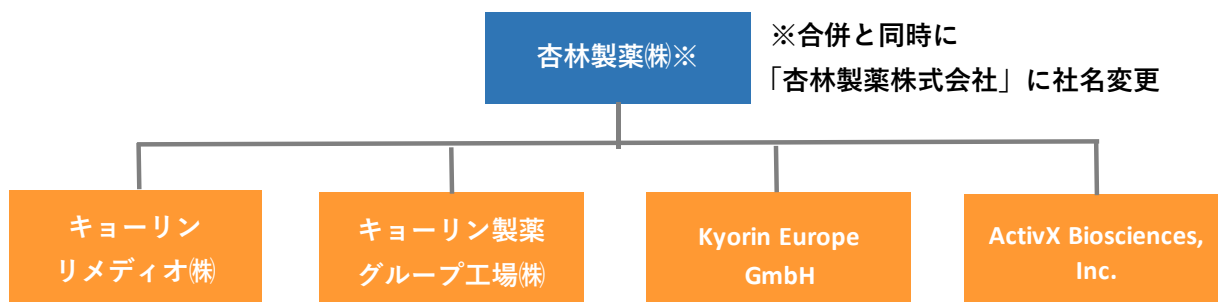 杏林製薬㈱※
※合併と同時に
「杏林製薬株式会社」に社名変更
キョーリン
リメディオ㈱
キョーリン製薬
グループ工場㈱
Kyorin Europe
GmbH
ActivX Biosciences,
Inc.